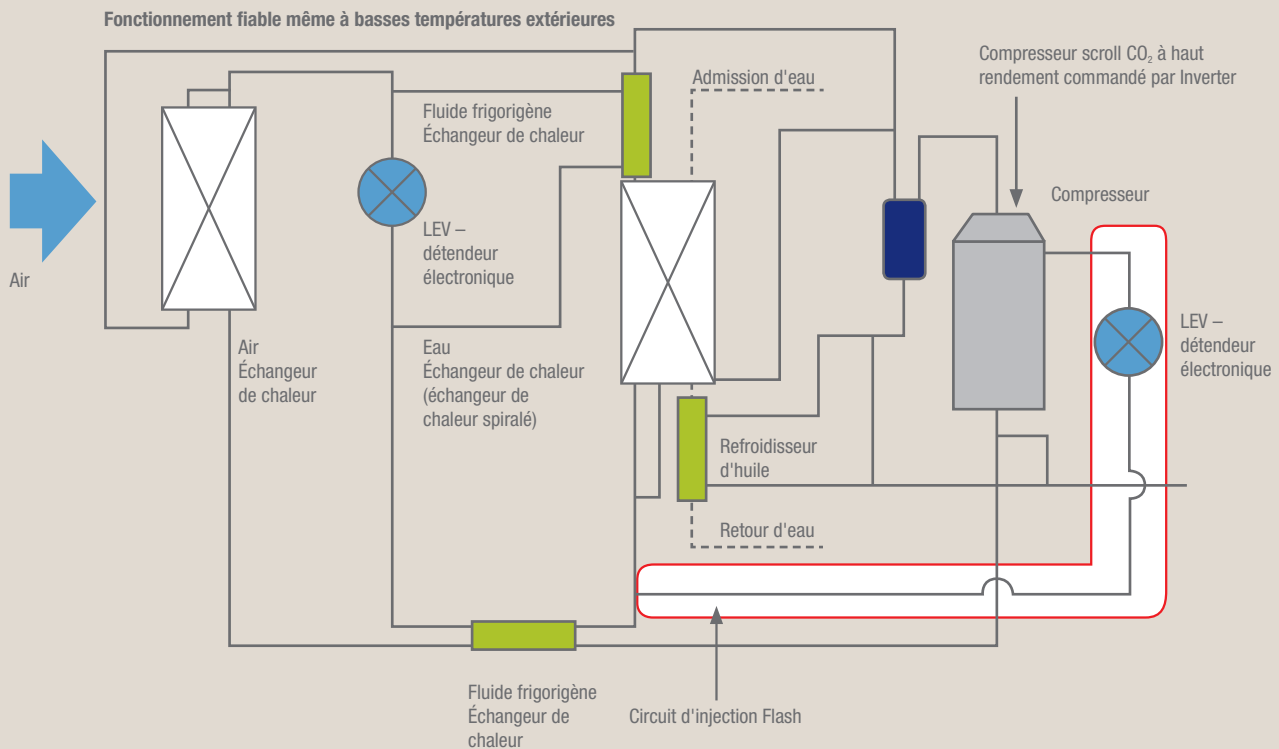 Fonctionnement fiable même à basses températures extérieures
Compresseur scroll CO₂ à haut
rendement commandé par Inverter
Admission d'eau
Fluide frigorigène
Échangeur de chaleur
Compresseur
LEV –
détendeur
électronique
Air
LEV –
détendeur
électronique
Air
Échangeur
de chaleur
Eau
Échangeur de chaleur
(échangeur de
chaleur spiralé)
Refroidisseur
d'huile
Retour d'eau
Fluide frigorigène
Échangeur de
chaleur
Circuit d'injection Flash